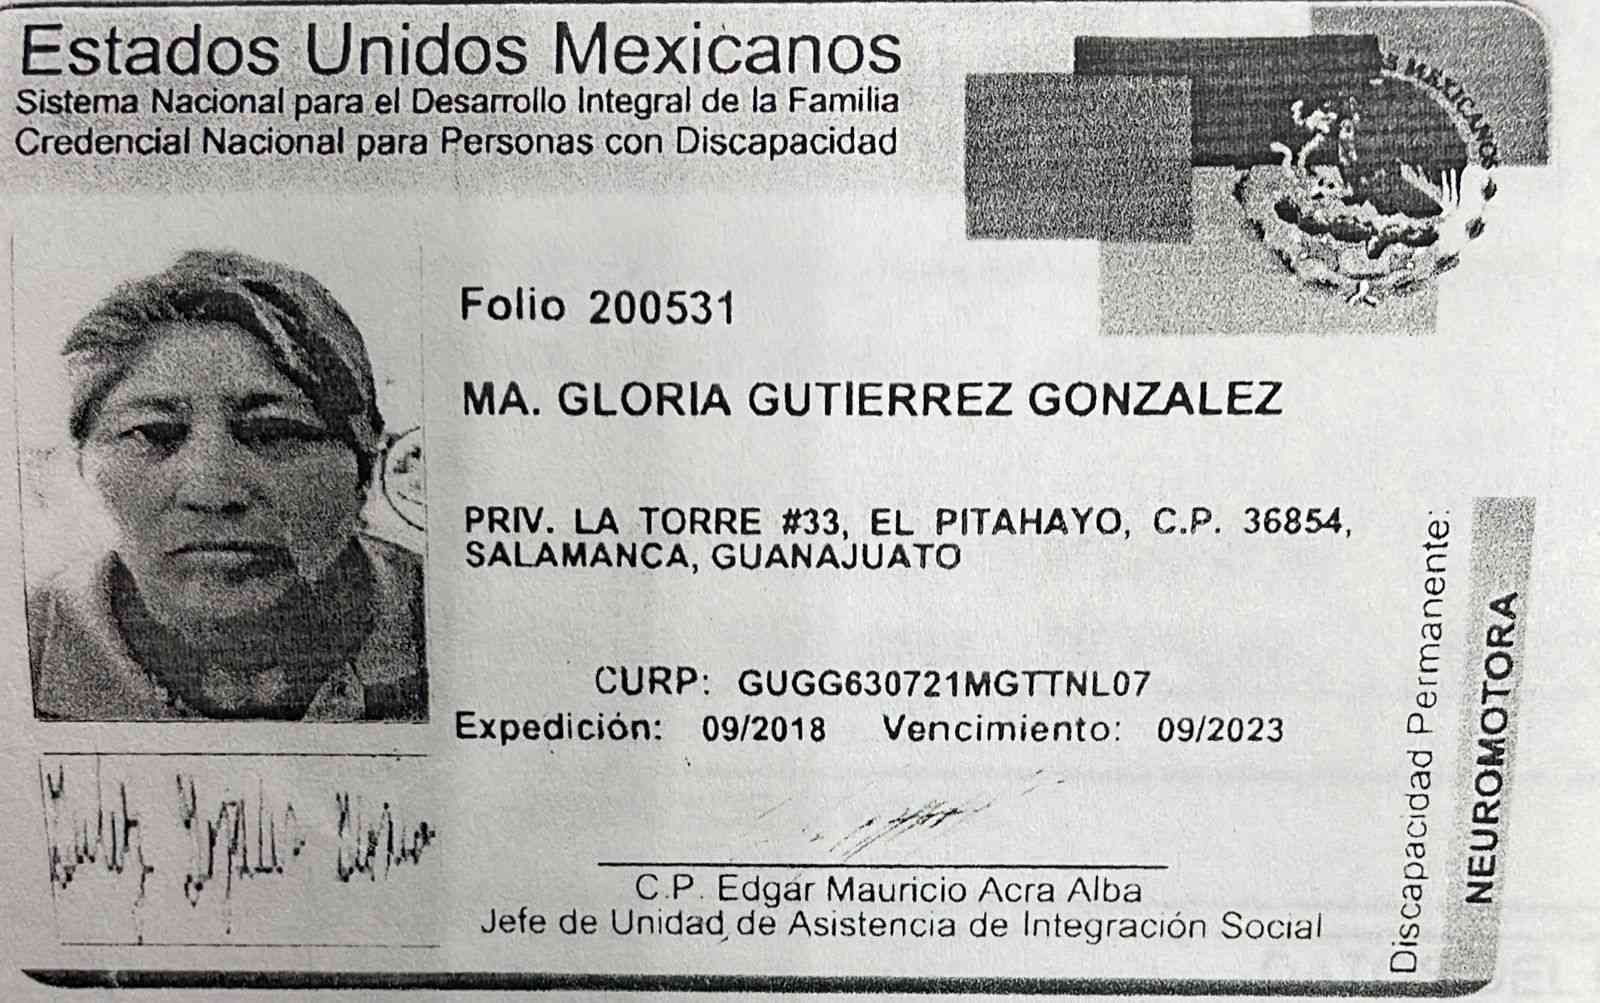 Estados Unidos Mexicanos
Sistema Nacional para el Desarrollo Integral de la Familia
Credencial Nacional para Personas con Discapacidad
S MEXICANOS
Folio 200531
MA. GLORIA GUTIERREZ GONZALEZ
PRIV. LA TORRE #33, EL PITAHAYO, C.P. 36854,
SALAMANCA, GUANAJUATO
CURP: GUGG630721MGTTNL07
Expedición: 09/2018 Vencimiento: 09/2023
C.P. Edgar Mauricio Acra Alba
Jefe de Unidad de Asistencia de Integración Social
Discapacidad Permanente:
NEUROMOTORA